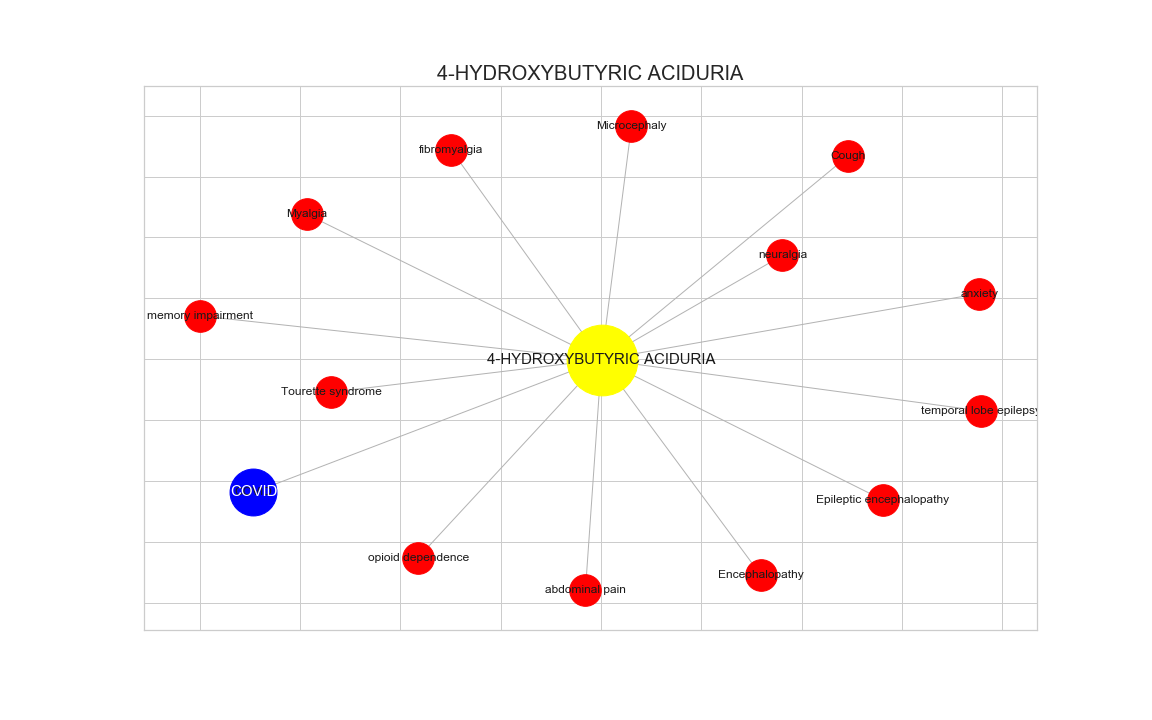 4-HYDROXYBUTYRIC ACIDURIA
Microcephaly
fibromyalgia
Cough
Myalgia
neuralgia
anxiety
memory impairment
4-HYDROXYBUTYRIC ACIDURIA
Tourette syndrome
temporal lobe epilepsy
COVID
Epileptic encephalopathy
opioid dependence
Encephalopathy
abdominal pain